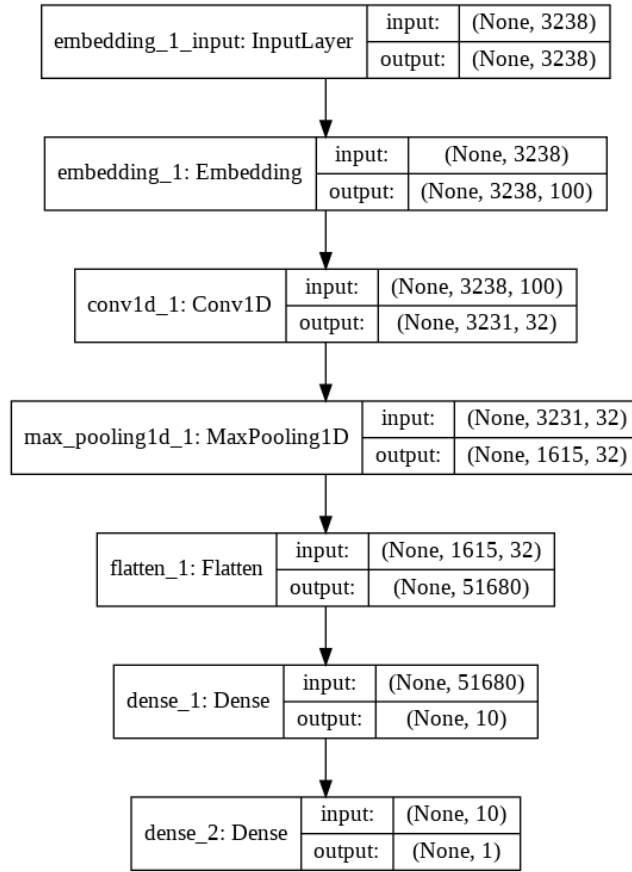 embedding_1_input: InputLayer
input: (None, 3238)
output: (None, 3238)
embedding_1: Embedding
input: (None, 3238)
output: (None, 3238, 100)
conv1d_1: Conv1D
input: (None, 3238, 100)
output: (None, 3231, 32)
max_pooling1d_1: MaxPooling1D
input: (None, 3231, 32)
output: (None, 1615, 32)
flatten_1: Flatten
input: (None, 1615, 32)
output: (None, 51680)
dense_1: Dense
input: (None, 51680)
output: (None, 10)
dense_2: Dense
input: (None, 10)
output: (None, 1)